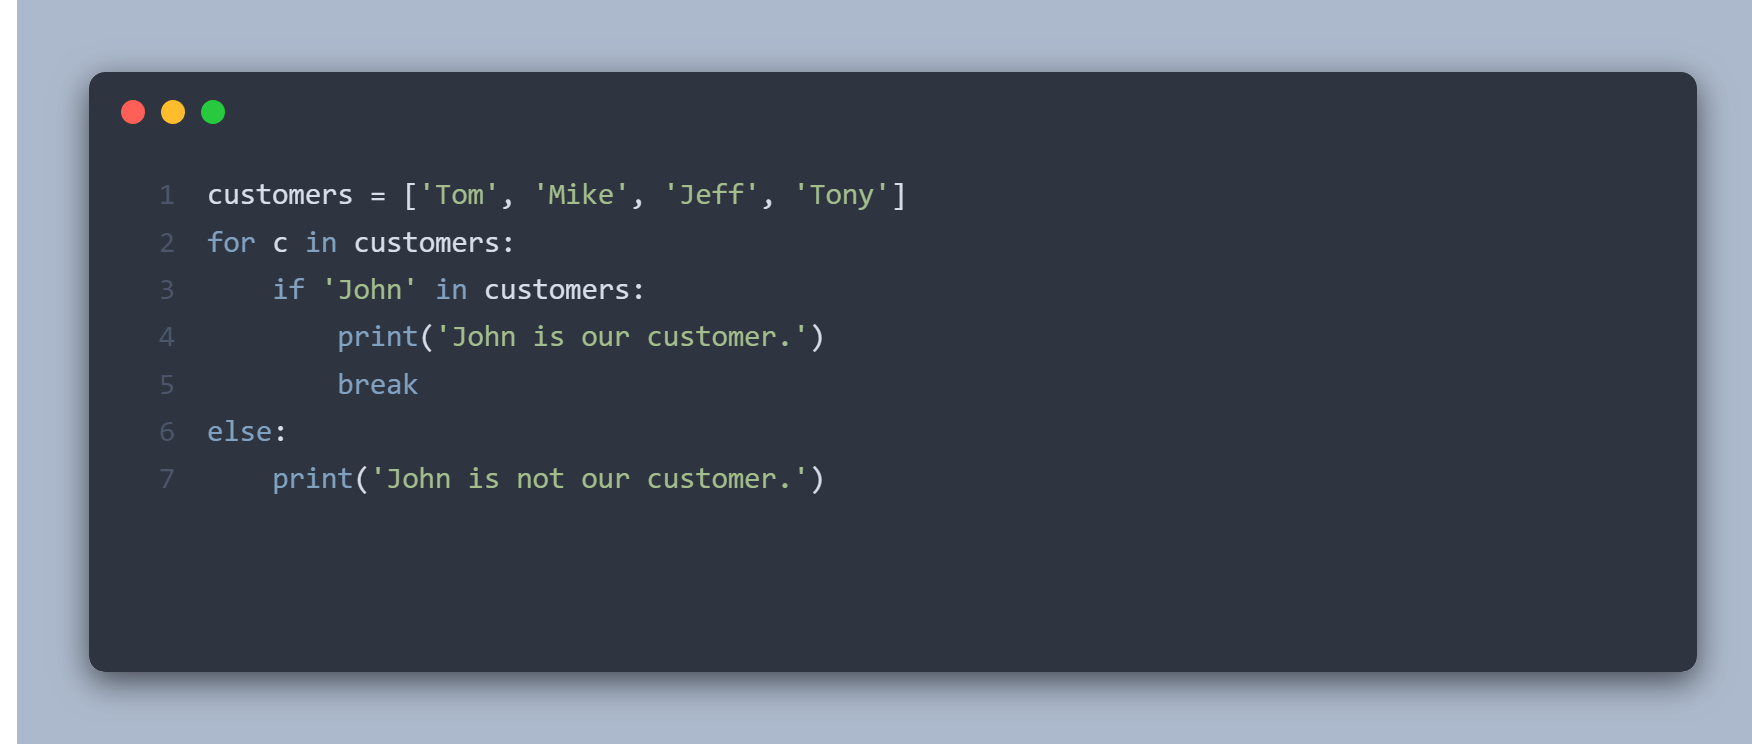 1 customers = ['Tom', 'Mike', 'Jeff', 'Tony']
2 for c in customers:
3     if 'John' in customers:
4         print('John is our customer.')
5         break
6 else:
7     print('John is not our customer.')